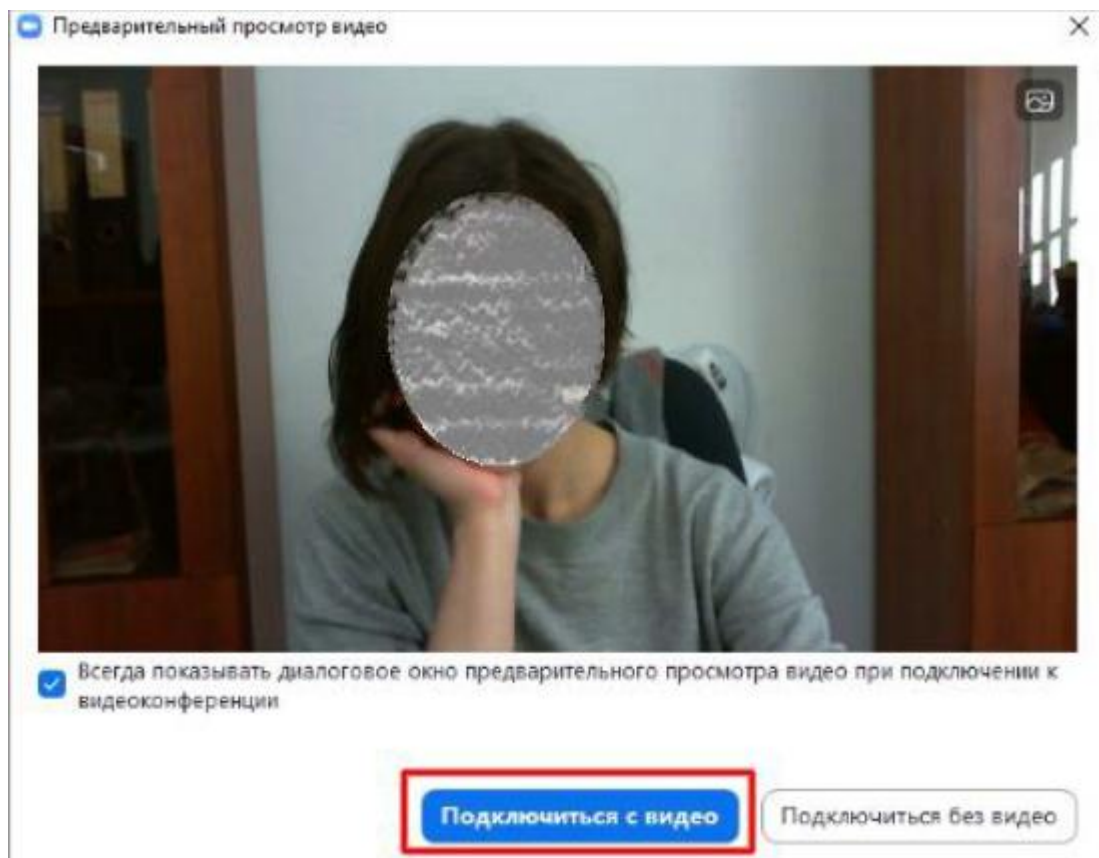 Предварительный просмотр видео
Всегда показывать диалоговое окно предварительного просмотра видео при подключении к
видеоконференции
Подключиться с видео
Подключиться без видео